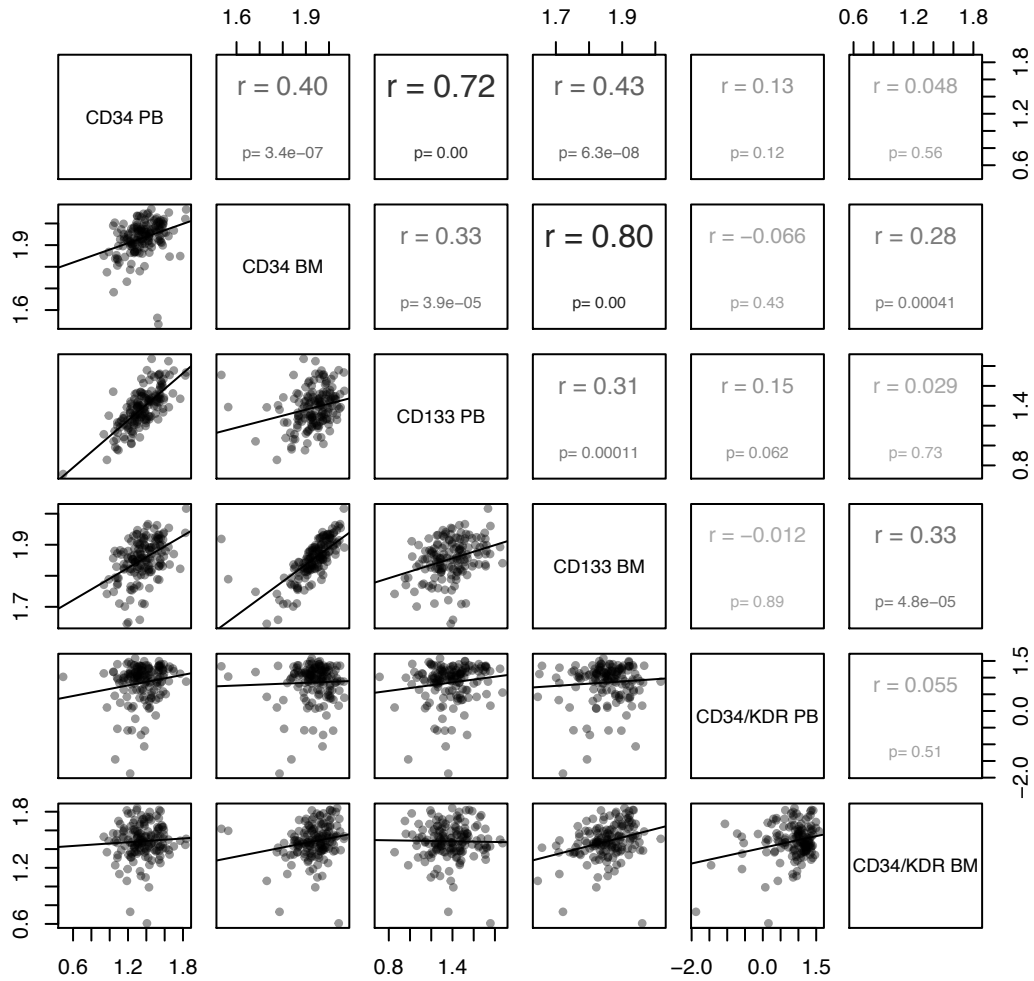 1.6 1.9 1.7 1.9 0.6 1.2 1.8
CD34 PB r = 0.40 r = 0.72 r = 0.43 r = 0.13 r = 0.048 0.6 1.2 1.8
p= 3.4e−07 p= 0.00 p= 6.3e−08 p= 0.12 p= 0.56
1.6 1.9 CD34 BM r = 0.33 r = 0.80 r = −0.066 r = 0.28
p= 3.9e−05 p= 0.00 p= 0.43 p= 0.00041
CD133 PB r = 0.31 r = 0.15 r = 0.029 0.8 1.4
p= 0.00011 p= 0.062 p= 0.73
1.7 1.9 CD133 BM r = −0.012 r = 0.33
p= 0.89 p= 4.8e−05
CD34/KDR PB r = 0.055 −2.0 0.0 1.5
p= 0.51
0.6 1.2 1.8 CD34/KDR BM
0.6 1.2 1.8 0.8 1.4 −2.0 0.0 1.5